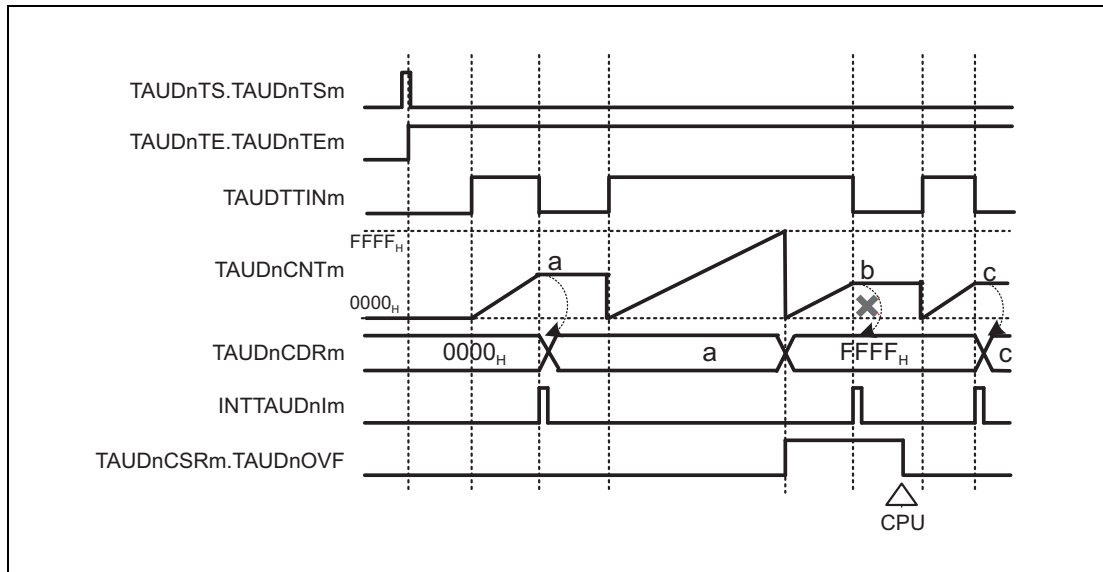 TAUDnTS.TAUDnTSm
TAUDnTE.TAUDnTEm
TAUDTTINm
FFFFH
TAUDnCNTm
a
b
c
0000H
TAUDnCDRm
0000H
a
FFFFH
c
INTTAUDnIm
TAUDnCSRm.TAUDnOVF
CPU